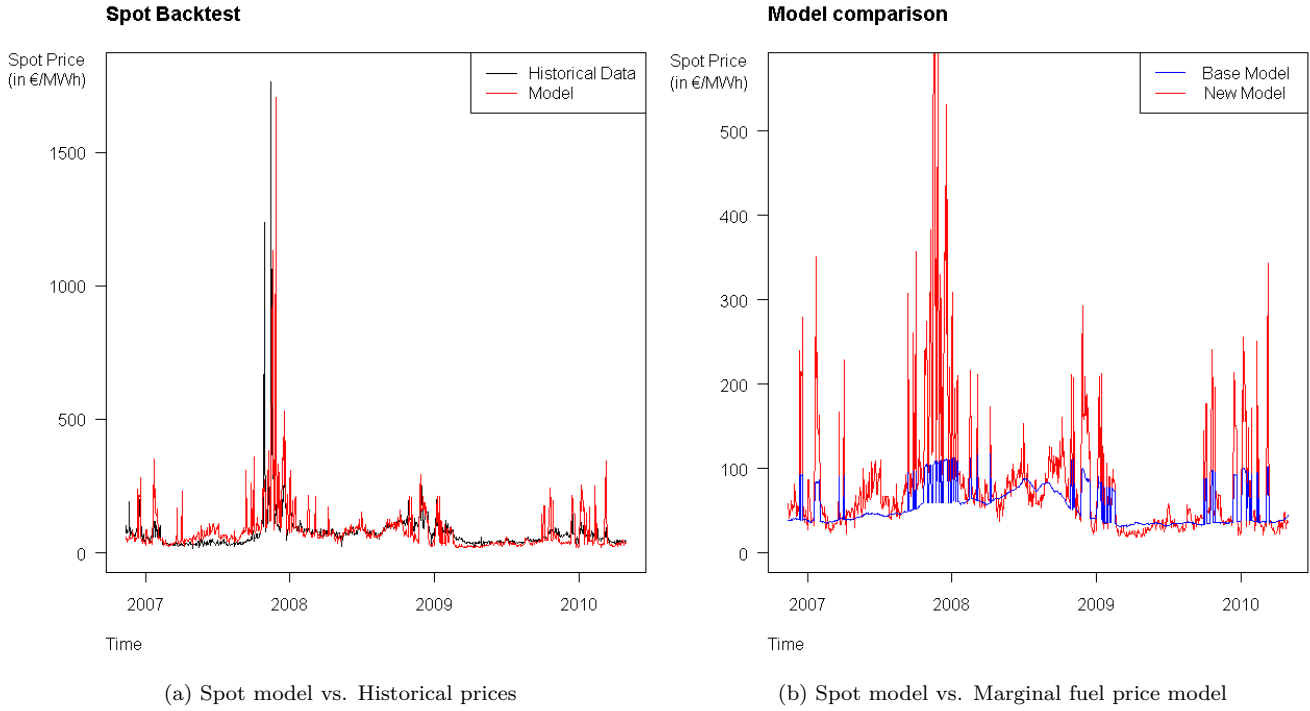 Spot Backtest
Spot Price
(in €/MWh)
Historical Data
Model
1500
1000
500
0
2007
2008
2009
2010
Time
(a) Spot model vs. Historical prices
Model comparison
Spot Price
(in €/MWh)
Base Model
New Model
500
400
300
200
100
0
2007
2008
2009
2010
Time
(b) Spot model vs. Marginal fuel price model